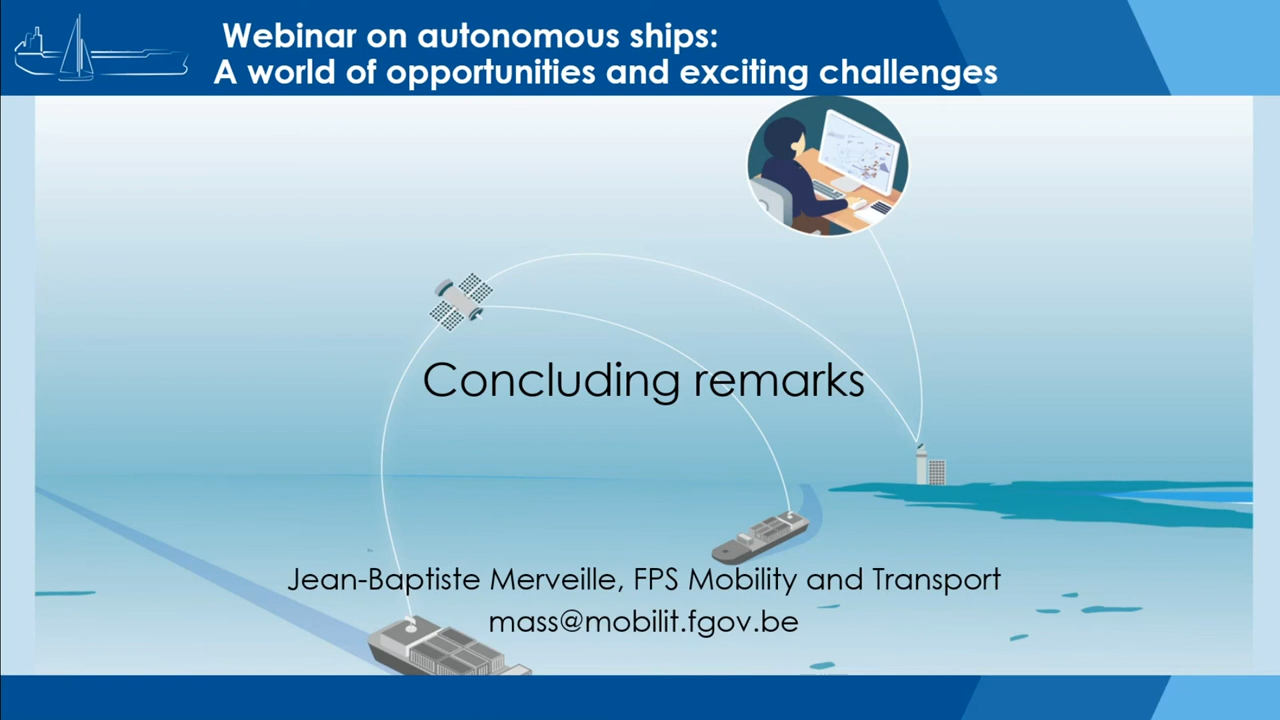 Webinar on autonomous ships:
A world of opportunities and exciting challenges
Concluding remarks
Jean-Baptiste Merveille, FPS Mobility and Transport
mass@mobilit.fgov.be